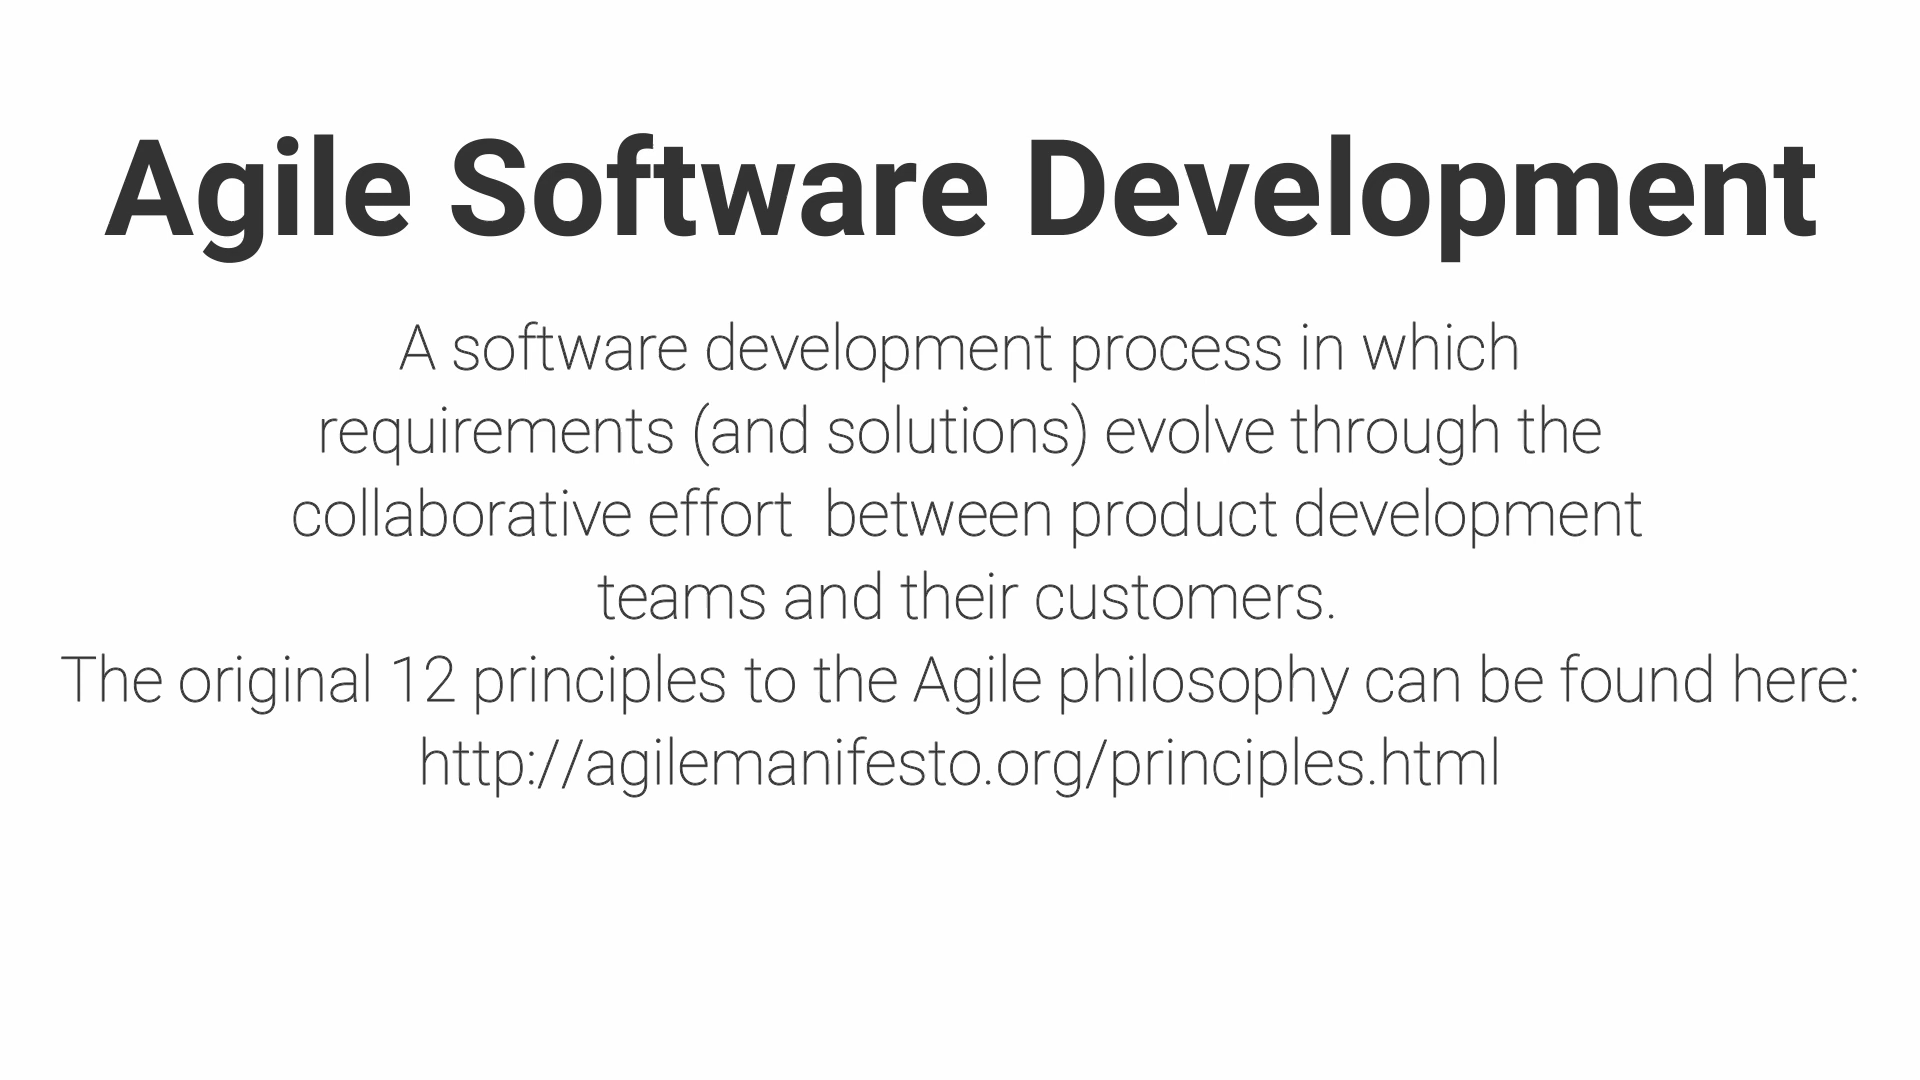 Agile Software Development
A software development process in which
requirements (and solutions) evolve through the
collaborative effort  between product development
teams and their customers.
The original 12 principles to the Agile philosophy can be found here:
http://agilemanifesto.org/principles.html